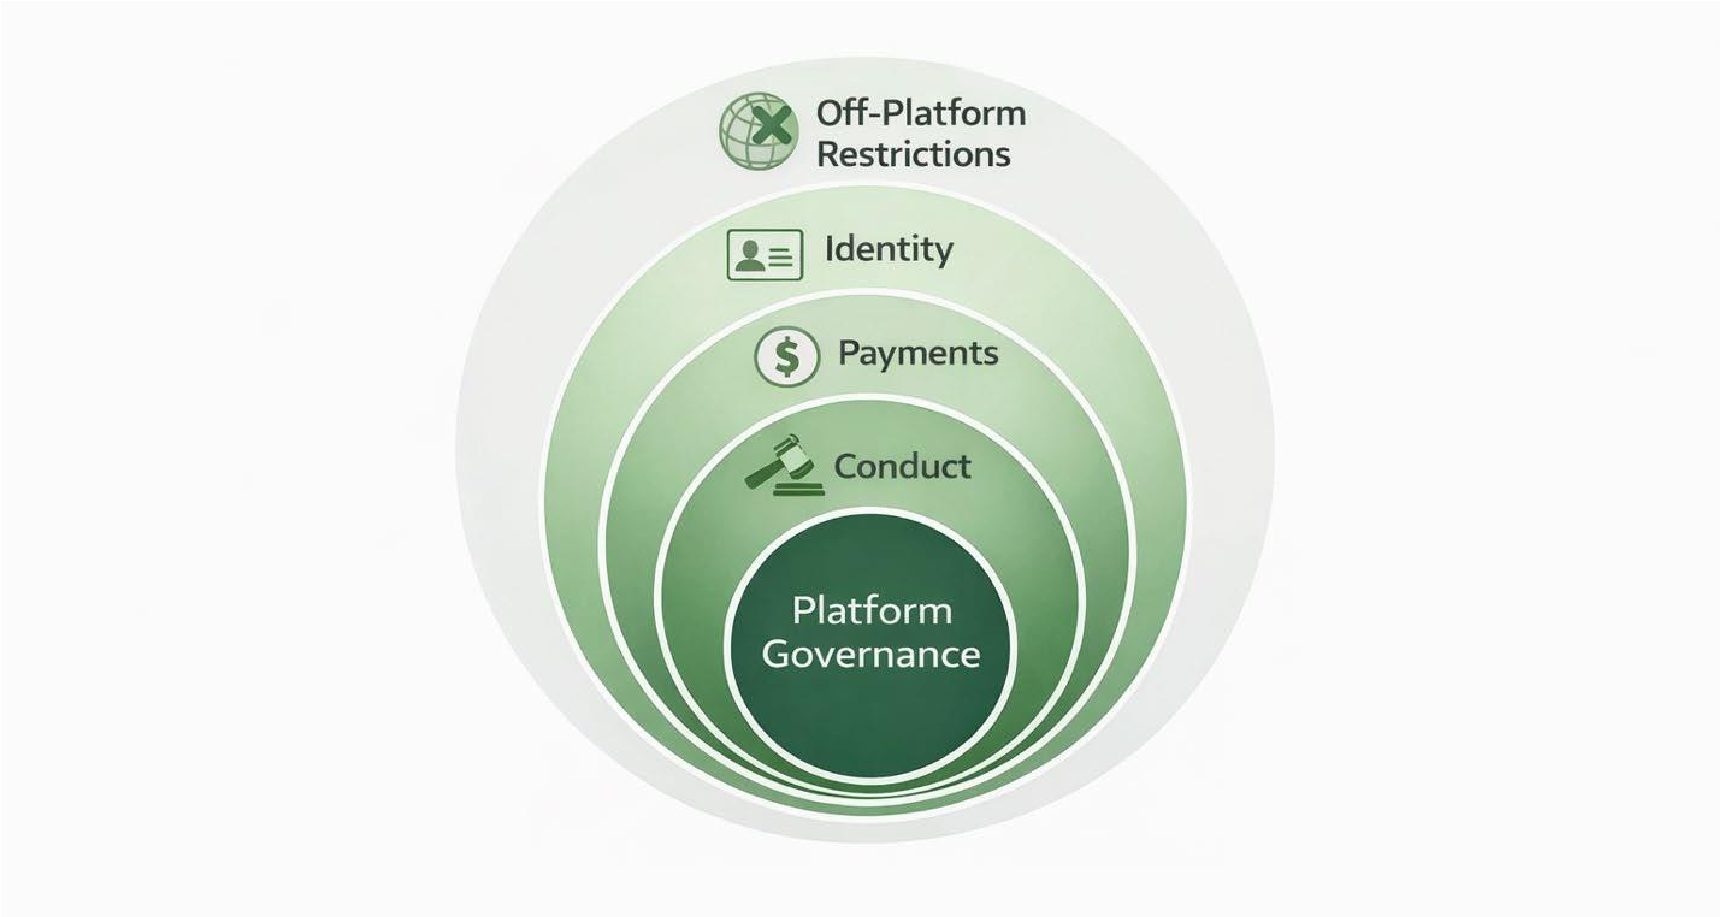 Off-Platform
Restrictions
Identity
$ Payments
Conduct
Platform
Governance